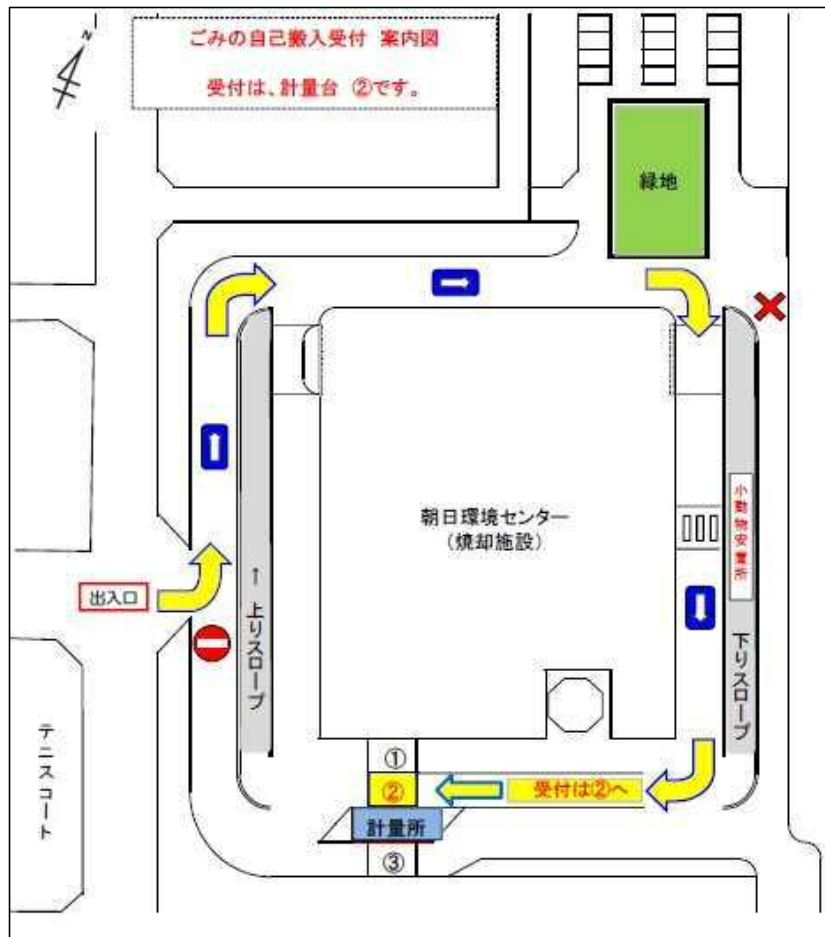 ごみの自己搬入受付 案内図
受付は、計量台 ②です。
N
緑地
朝日環境センター
(焼却施設)
小動物安置所
出入口
↑ 上りスロープ
下りスロープ
テニスコート
①
②
受付は②へ
計量所
③